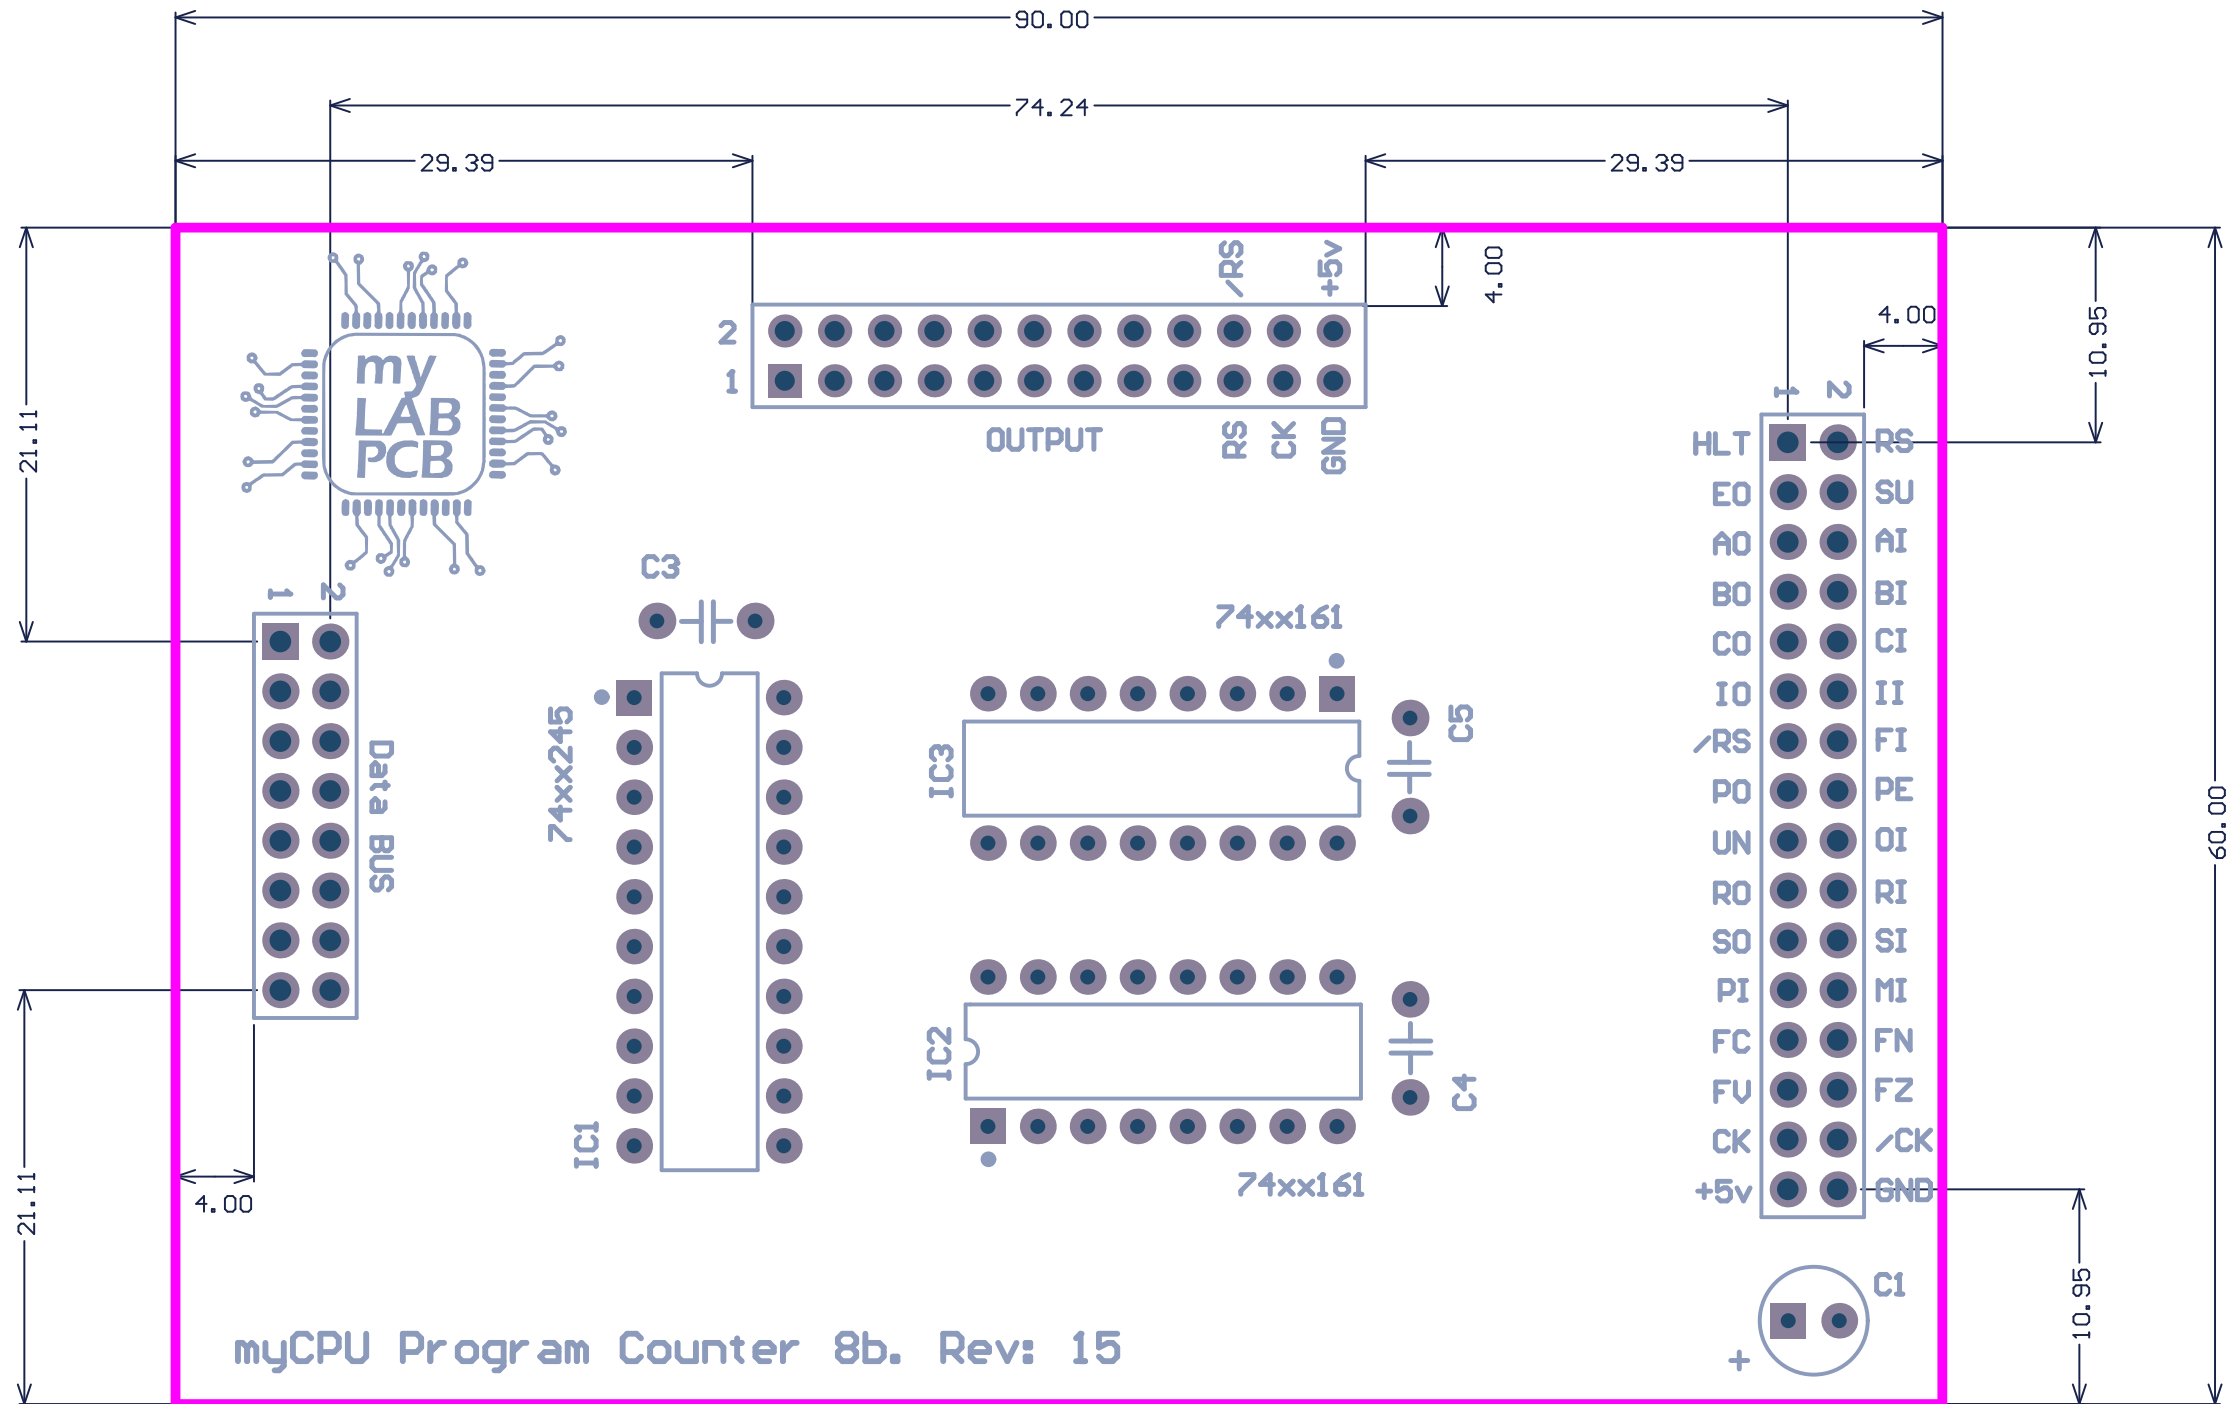 90.00
74.24
29.39
29.39
4.00
/RS
+5v
4.00
10.95
21.11
my
LAB
PCB
2
1
OUTPUT
RS
CK
GND
1
2
HLT RS
EO SU
AO AI
BO BI
CO CI
IO II
/RS FI
PO PE
UN OI
RO RI
SO SI
PI MI
FC FN
FV FZ
CK /CK
+5v GND
60.00
1
2
Data BUS
C3
74xx245
IC1
74xx161
IC3
C5
IC2
C4
74xx161
21.11
4.00
10.95
C1
+
myCPU Program Counter 8b. Rev: 15